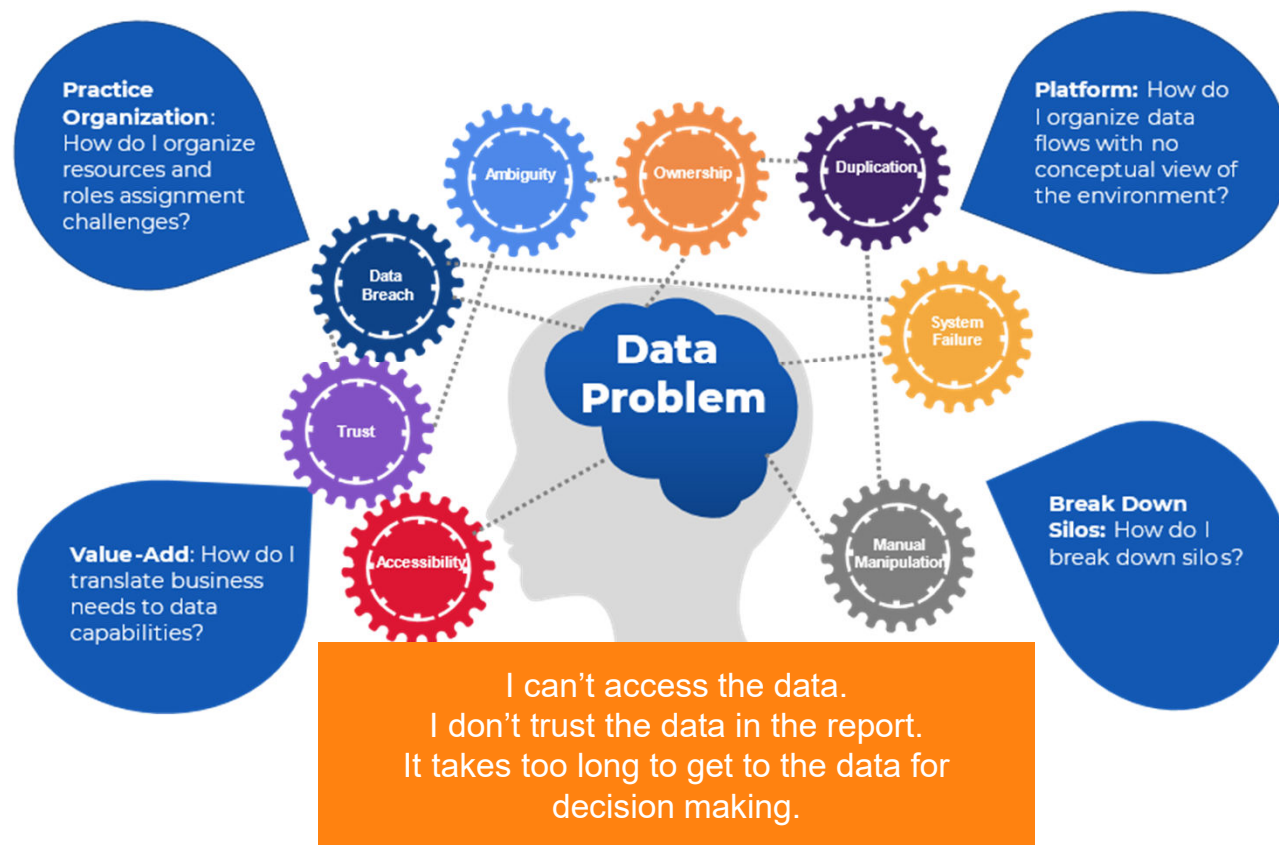 Practice
Organization:
How do I organize
resources and
roles assignment
challenges?
Platform: How do
I organize data
flows with no
conceptual view of
the environment?
Ambiguity
Ownership
Duplication
Data
Breach
System
Failure
Data
Problem
Trust
Accessibility
Manual
Manipulation
Value-Add: How do I
translate business
needs to data
capabilities?
Break Down
Silos: How do I
break down silos?
I can’t access the data.
I don’t trust the data in the report.
It takes too long to get to the data for
decision making.